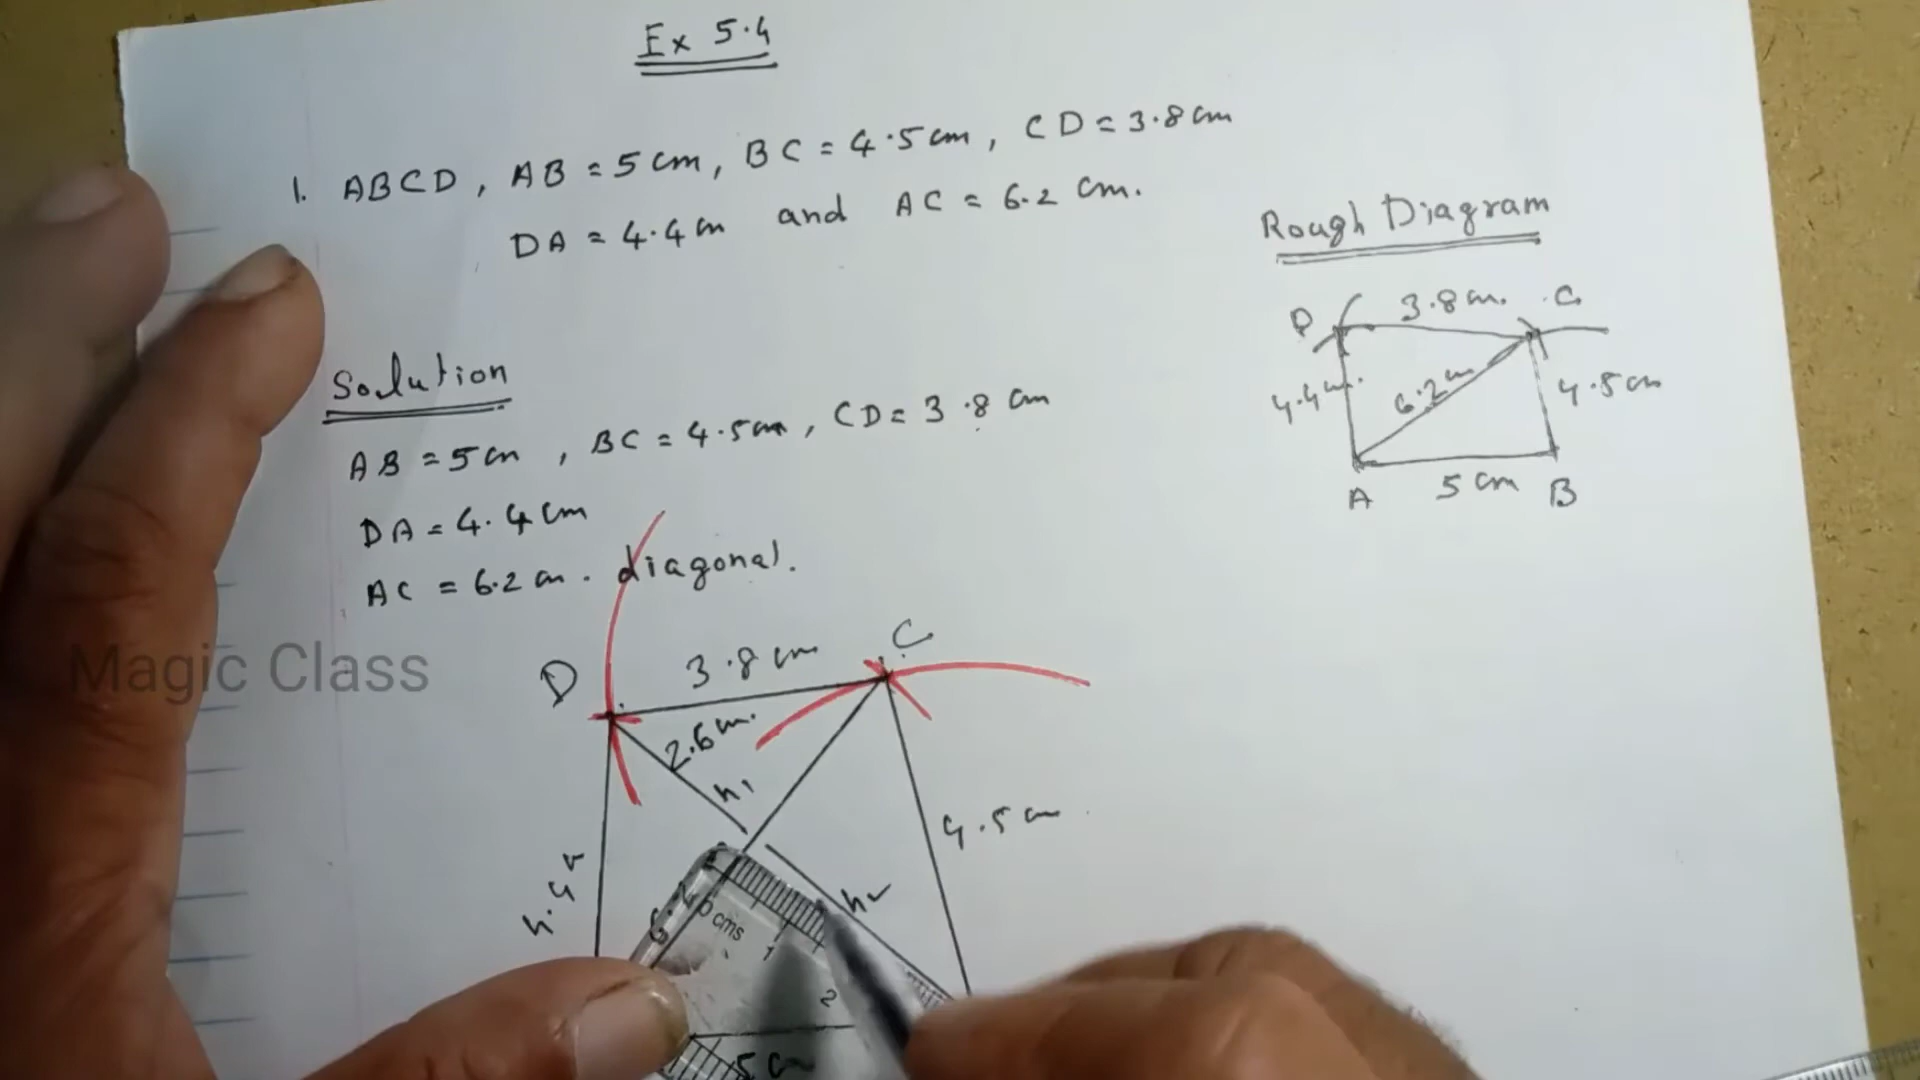 Ex 5.4
1. ABCD, AB = 5 cm, BC = 4.5 cm, CD = 3.8 cm
DA = 4.4 cm and AC = 6.2 cm.
Rough Diagram
D 3.8 cm. C
4.4 cm. 6.2 cm 4.5 cm
A 5 cm B
Solution
AB = 5 cm, BC = 4.5 cm, CD = 3.8 cm
DA = 4.4 cm
AC = 6.2 cm. diagonal.
Magic Class
D 3.8 cm C
2.6 cm.
h1
4.5 cm
h2
0 cms
1
2
5 c